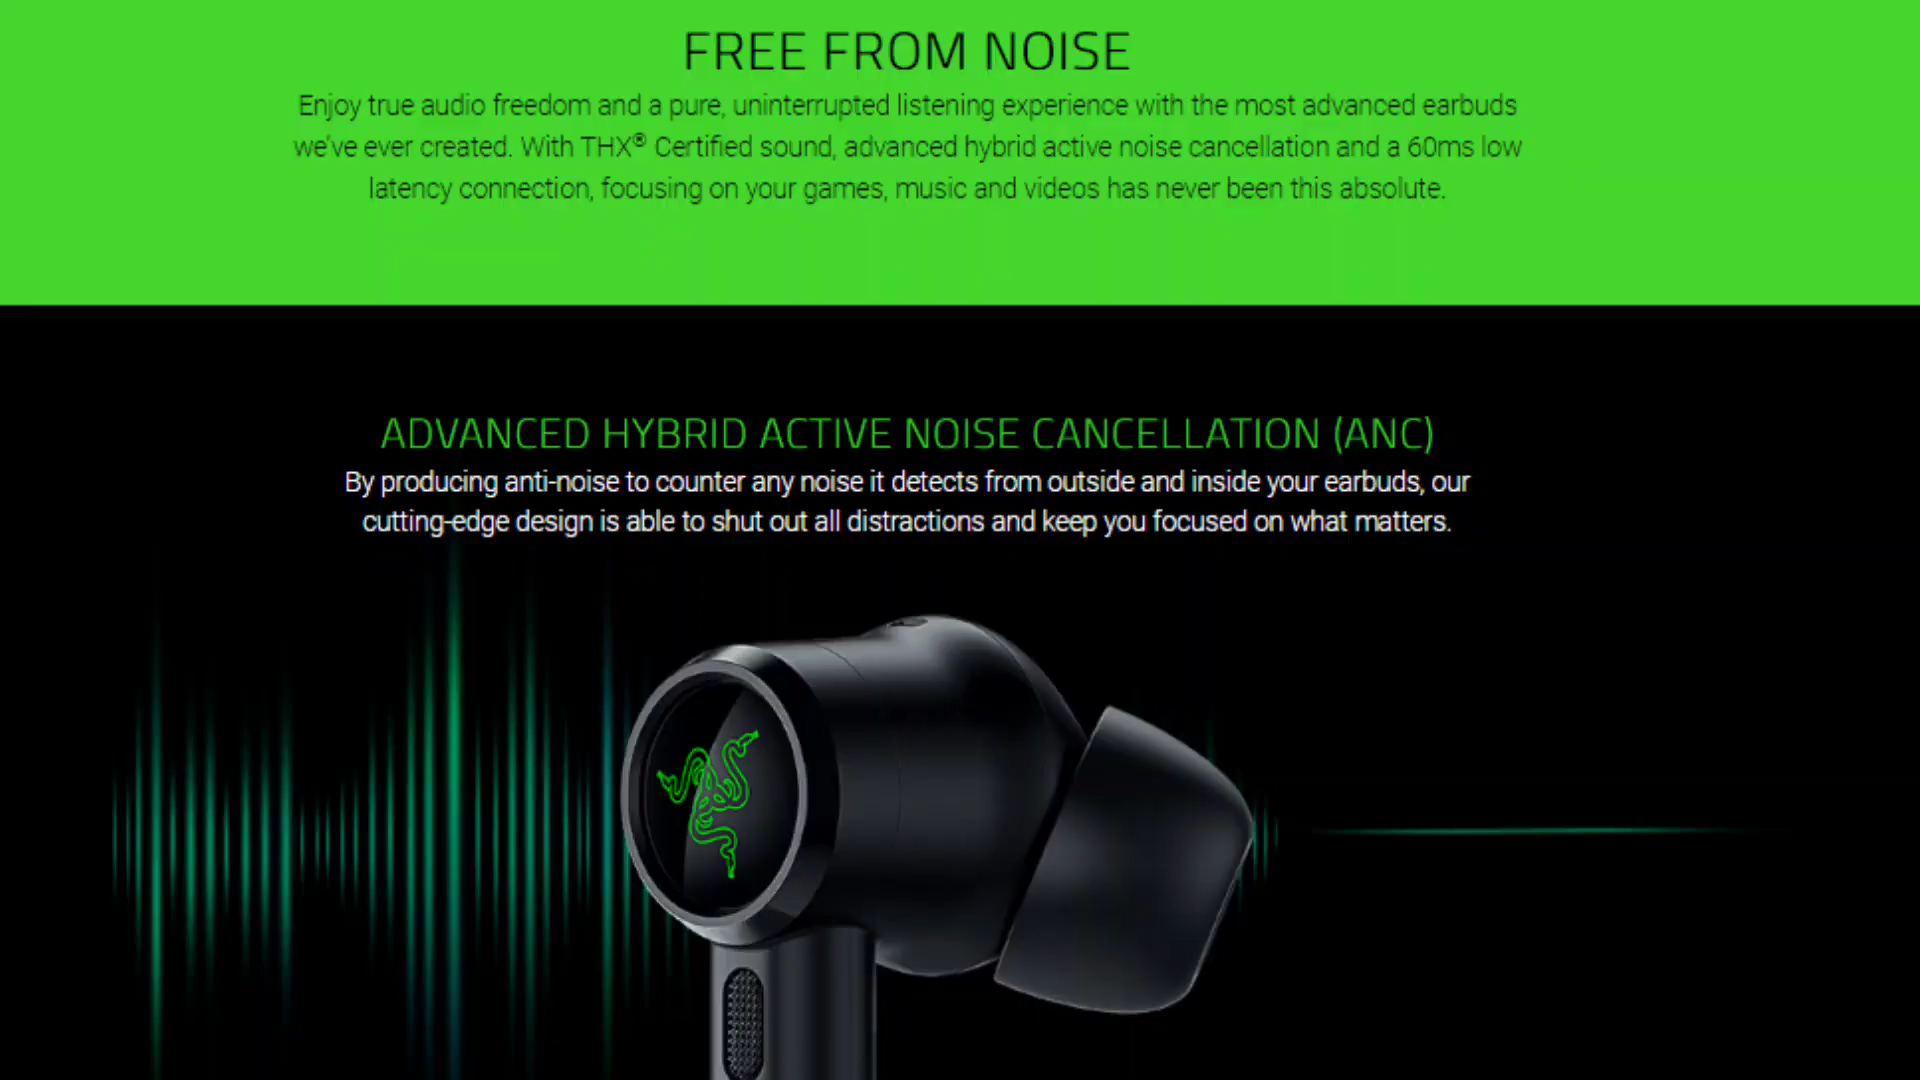 FREE FROM NOISE
Enjoy true audio freedom and a pure, uninterrupted listening experience with the most advanced earbuds
we've ever created. With THX® Certified sound, advanced hybrid active noise cancellation and a 60ms low
latency connection, focusing on your games, music and videos has never been this absolute.
ADVANCED HYBRID ACTIVE NOISE CANCELLATION (ANC)
By producing anti-noise to counter any noise it detects from outside and inside your earbuds, our
cutting-edge design is able to shut out all distractions and keep you focused on what matters.